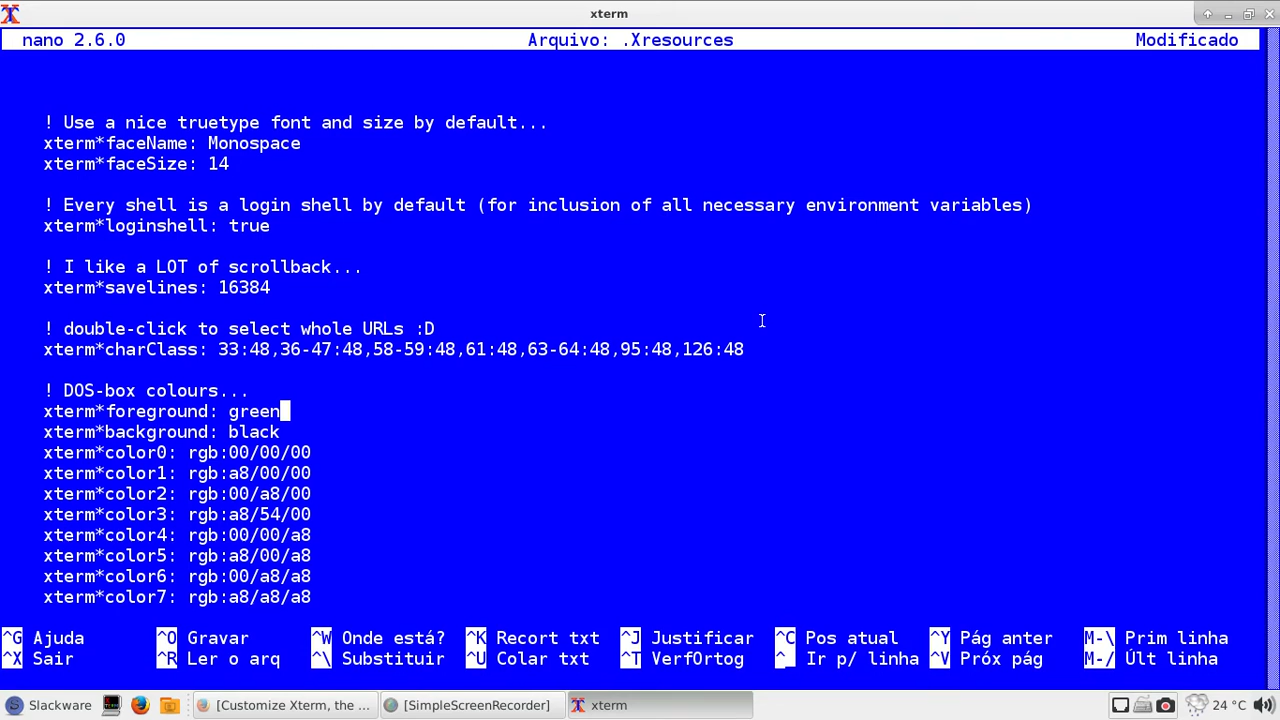 xterm
nano 2.6.0 Arquivo: .Xresources Modificado
! Use a nice truetype font and size by default...
xterm*faceName: Monospace
xterm*faceSize: 14
! Every shell is a login shell by default (for inclusion of all necessary environment variables)
xterm*loginshell: true
! I like a LOT of scrollback...
xterm*savelines: 16384
! double-click to select whole URLs :D
xterm*charClass: 33:48,36-47:48,58-59:48,61:48,63-64:48,95:48,126:48
! DOS-box colours...
xterm*foreground: green
xterm*background: black
xterm*color0: rgb:00/00/00
xterm*color1: rgb:a8/00/00
xterm*color2: rgb:00/a8/00
xterm*color3: rgb:a8/54/00
xterm*color4: rgb:00/00/a8
xterm*color5: rgb:a8/00/a8
xterm*color6: rgb:00/a8/a8
xterm*color7: rgb:a8/a8/a8
^G Ajuda ^O Gravar ^W Onde está? ^K Recort txt ^J Justificar ^C Pos atual ^Y Pág anter M-\ Prim linha
^X Sair ^R Ler o arq ^\ Substituir ^U Colar txt ^T VerfOrtog ^_ Ir p/ linha ^V Próx pág M-/ Últ linha
Slackware [Customize Xterm, the ... [SimpleScreenRecorder] xterm 24 °C